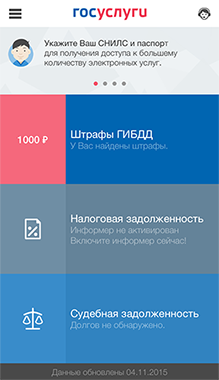 госуслуги
Укажите Ваш СНИЛС и паспорт
для получения доступа к большему
количеству электронных услуг.
1000 ₽
Штрафы ГИБДД
У Вас найдены штрафы.
Налоговая задолженность
Информер не активирован
Включите информер сейчас!
Судебная задолженность
Долгов не обнаружено.
Данные обновлены 04.11.2015